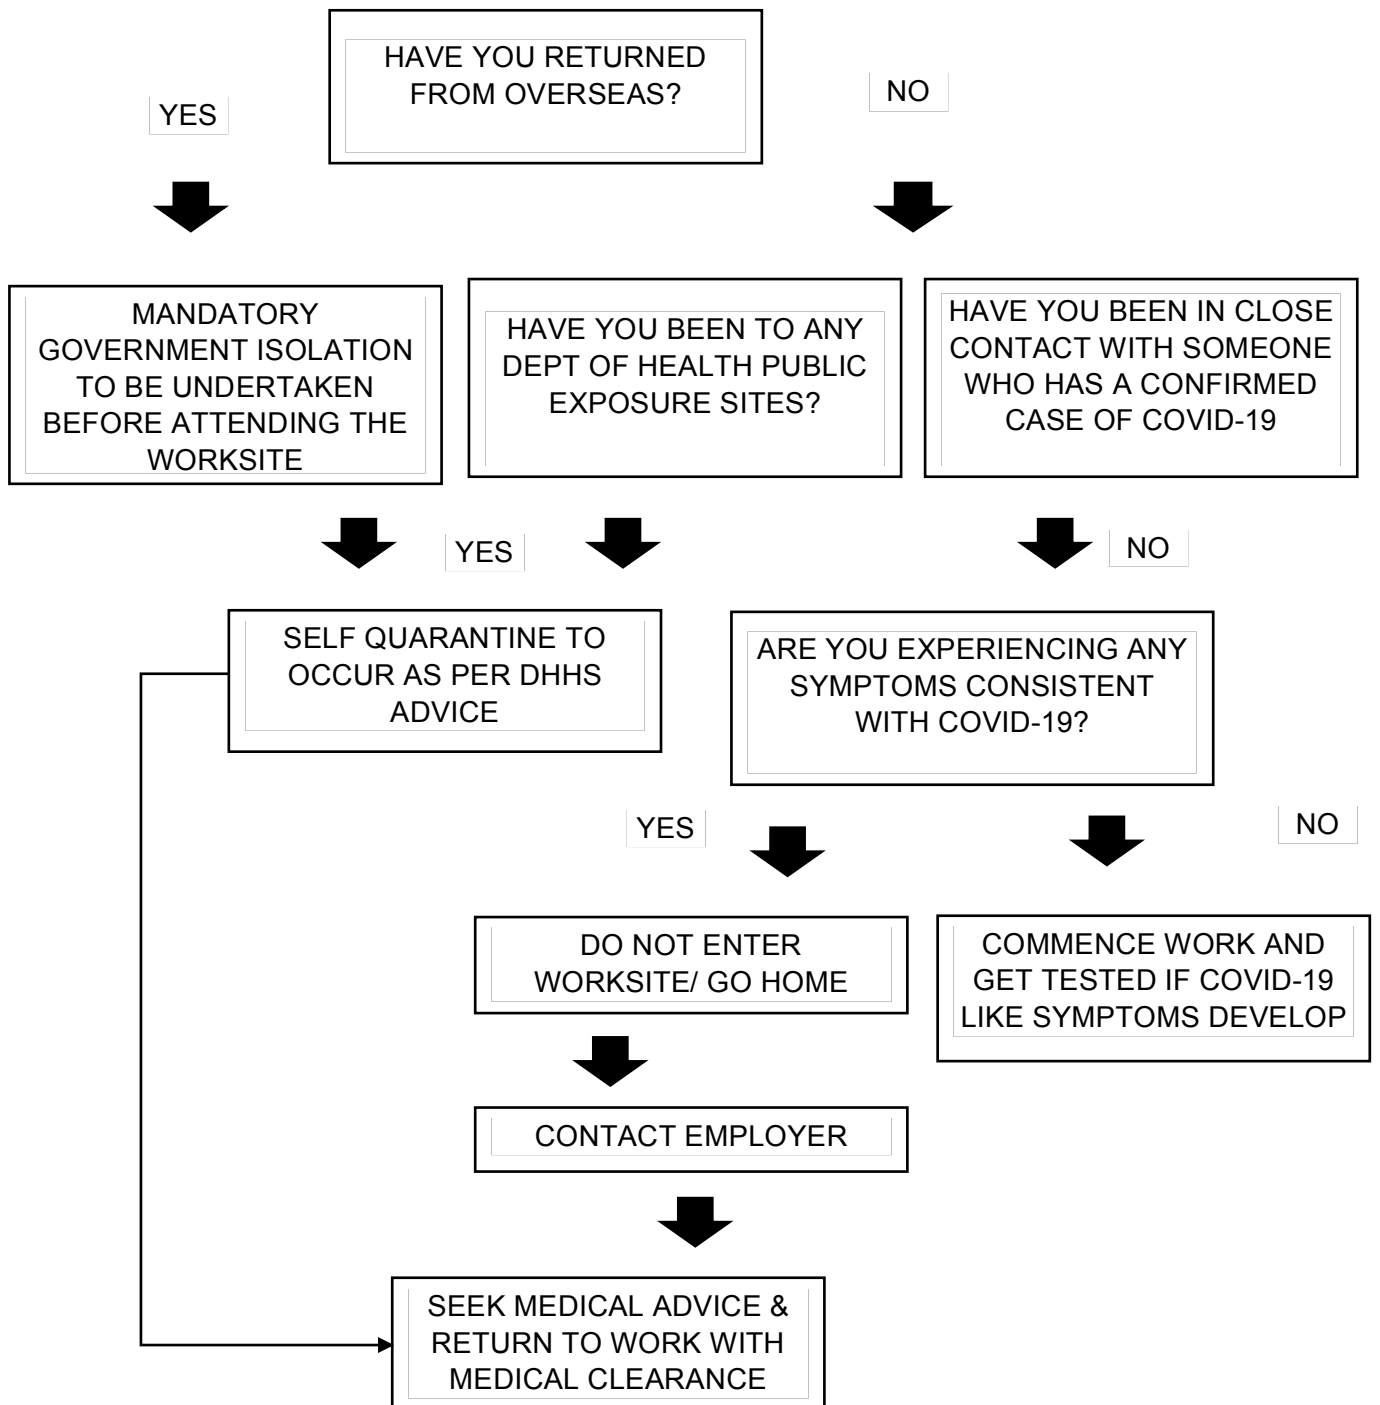 HAVE YOU RETURNED
FROM OVERSEAS?
YES
NO
MANDATORY
GOVERNMENT ISOLATION
TO BE UNDERTAKEN
BEFORE ATTENDING THE
WORKSITE
HAVE YOU BEEN TO ANY
DEPT OF HEALTH PUBLIC
EXPOSURE SITES?
HAVE YOU BEEN IN CLOSE
CONTACT WITH SOMEONE
WHO HAS A CONFIRMED
CASE OF COVID-19
YES
NO
SELF QUARANTINE TO
OCCUR AS PER DHHS
ADVICE
ARE YOU EXPERIENCING ANY
SYMPTOMS CONSISTENT
WITH COVID-19?
YES
NO
DO NOT ENTER
WORKSITE/ GO HOME
COMMENCE WORK AND
GET TESTED IF COVID-19
LIKE SYMPTOMS DEVELOP
CONTACT EMPLOYER
SEEK MEDICAL ADVICE &
RETURN TO WORK WITH
MEDICAL CLEARANCE